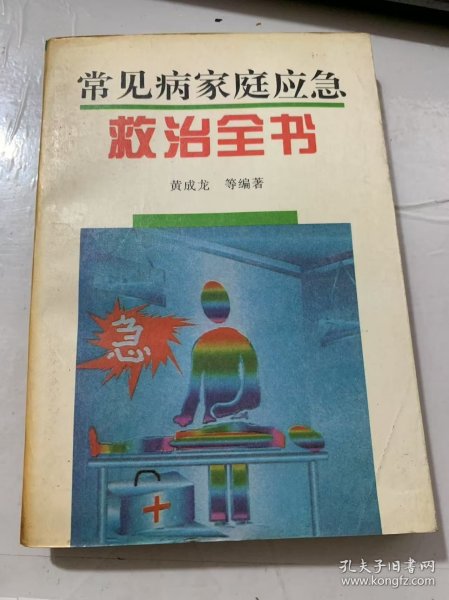 常见病家庭应急
救治全书
黄成龙　等编著
急
孔夫子旧书网
www.kongfz.com